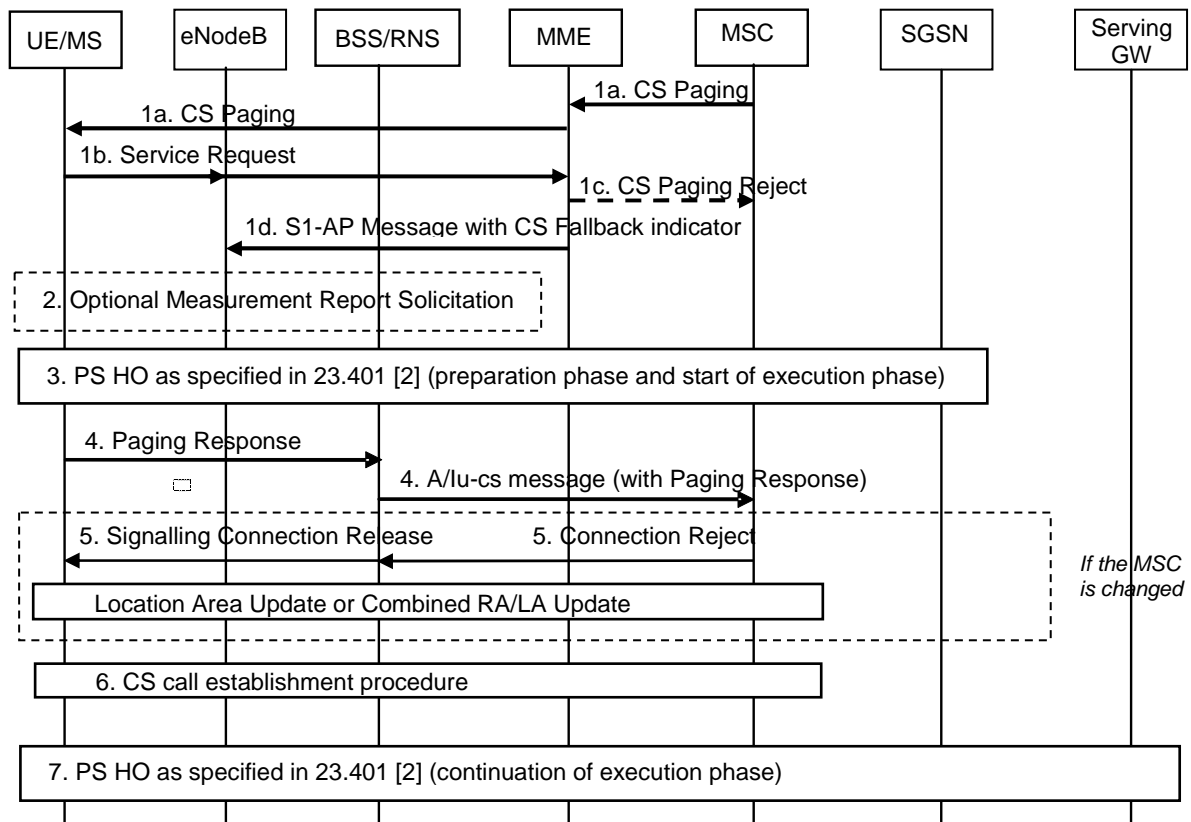 UE/MS
eNodeB
BSS/RNS
MME
MSC
SGSN
Serving
GW
1a. CS Paging
1a. CS Paging
1b. Service Request
1c. CS Paging Reject
1d. S1-AP Message with CS Fallback indicator
2. Optional Measurement Report Solicitation
3. PS HO as specified in 23.401 [2] (preparation phase and start of execution phase)
4. Paging Response
4. A/Iu-cs message (with Paging Response)
5. Signalling Connection Release
5. Connection Reject
If the MSC
is changed
Location Area Update or Combined RA/LA Update
6. CS call establishment procedure
7. PS HO as specified in 23.401 [2] (continuation of execution phase)